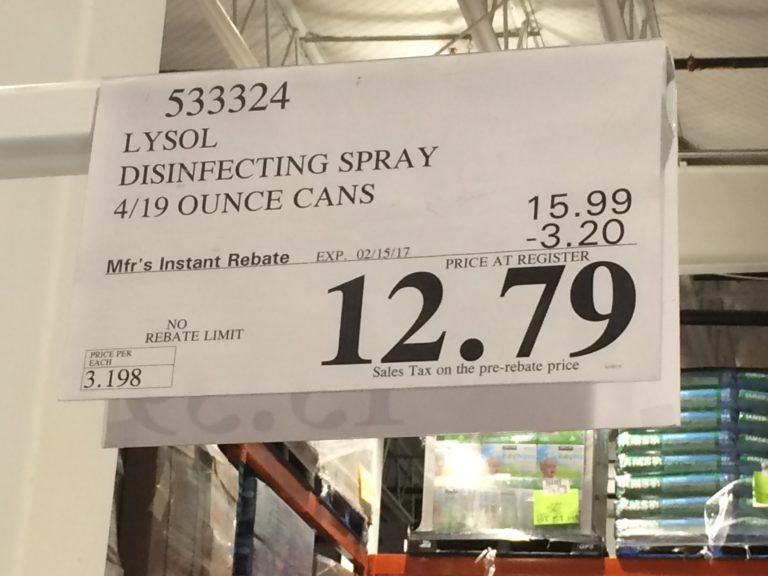 533324
LYSOL
DISINFECTING SPRAY
4/19 OUNCE CANS
15.99
-3.20
Mfr's Instant Rebate EXP. 02/15/17
PRICE AT REGISTER
12.79
NO
REBATE LIMIT
PRICE PER
EACH
3.198
Sales Tax on the pre-rebate price